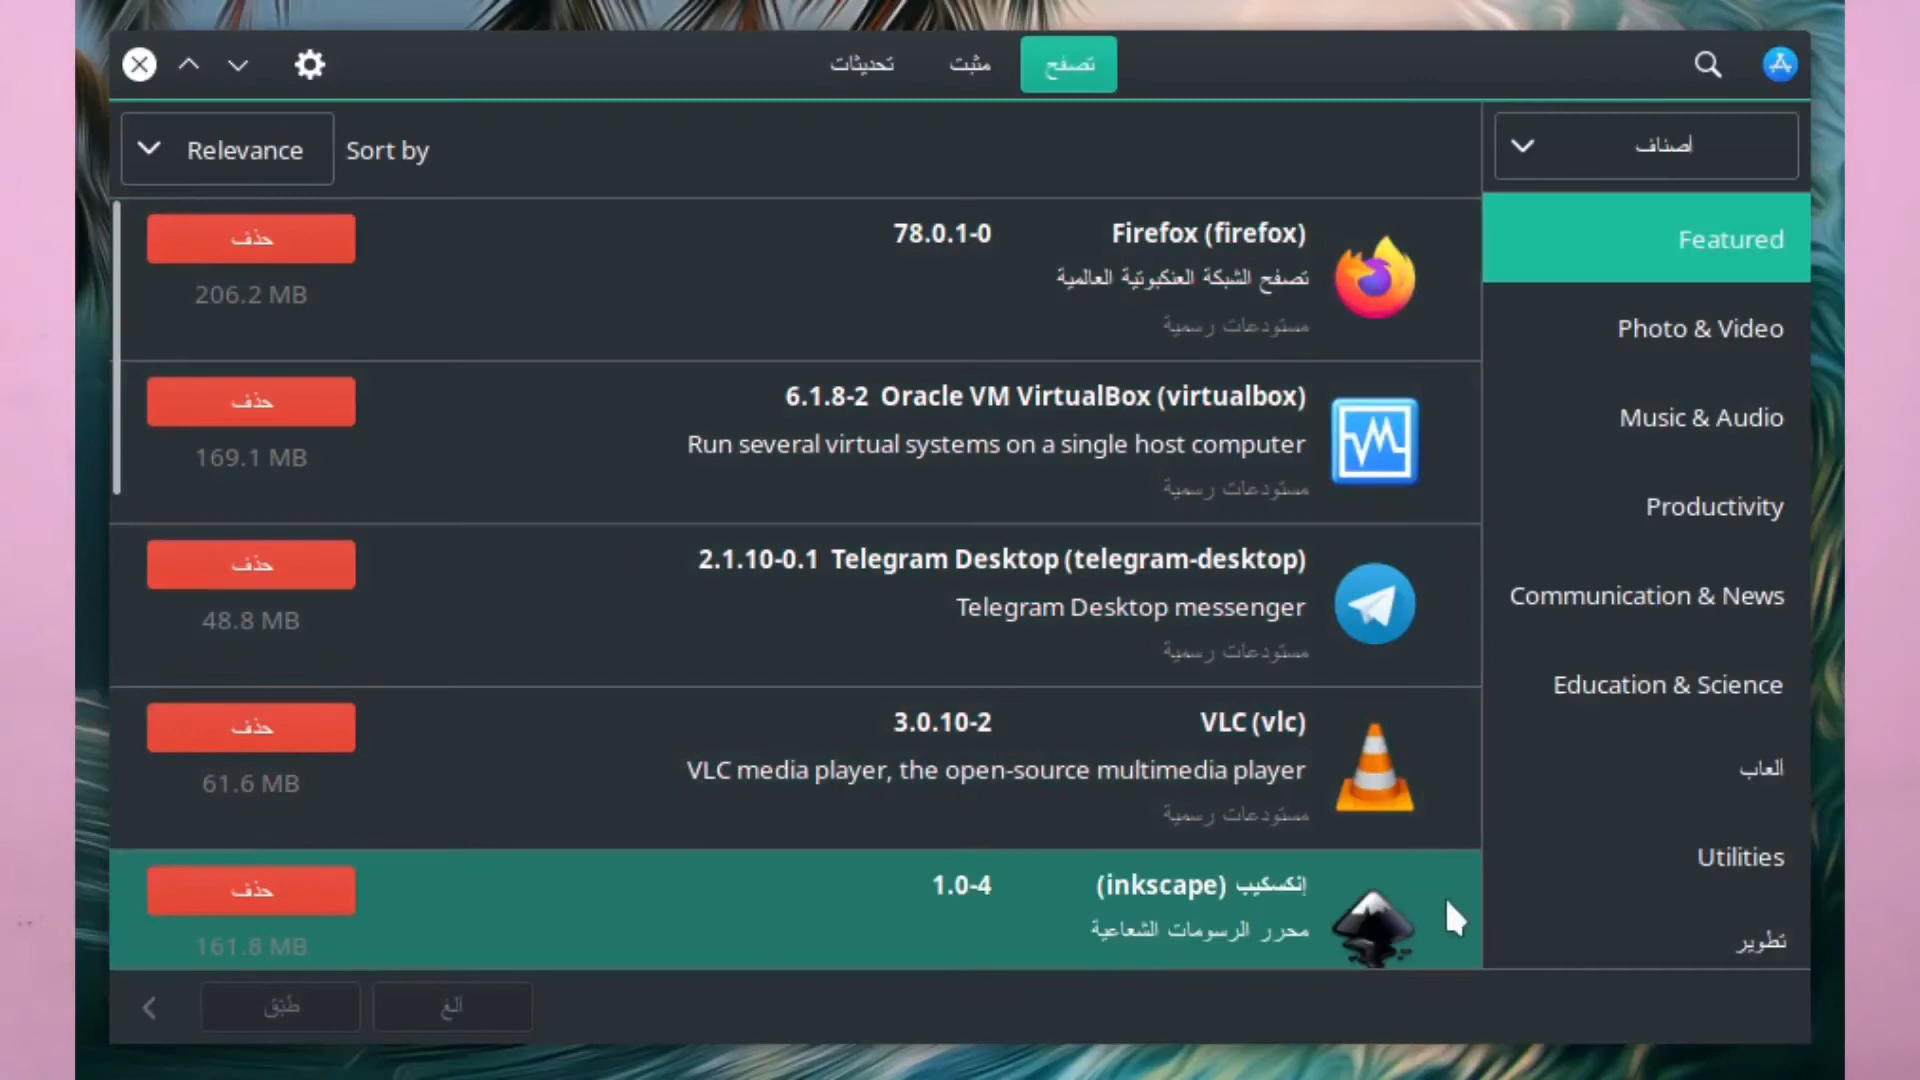 تصفح
مثبت
تحديثات
أصناف
Sort by
Relevance
Featured
Photo & Video
Music & Audio
Productivity
Communication & News
Education & Science
ألعاب
Utilities
تطوير
Firefox (firefox) 78.0.1-0
تصفح الشبكة العنكبوتية العالمية
مستودعات رسمية
حذف
206.2 MB
Oracle VM VirtualBox (virtualbox) 6.1.8-2
Run several virtual systems on a single host computer
مستودعات رسمية
حذف
169.1 MB
Telegram Desktop (telegram-desktop) 2.1.10-0.1
Telegram Desktop messenger
مستودعات رسمية
حذف
48.8 MB
VLC (vlc) 3.0.10-2
VLC media player, the open-source multimedia player
مستودعات رسمية
حذف
61.6 MB
إنكسكيب (inkscape) 1.0-4
محرر الرسومات الشعاعية
حذف
161.8 MB
ألغ
طبّق